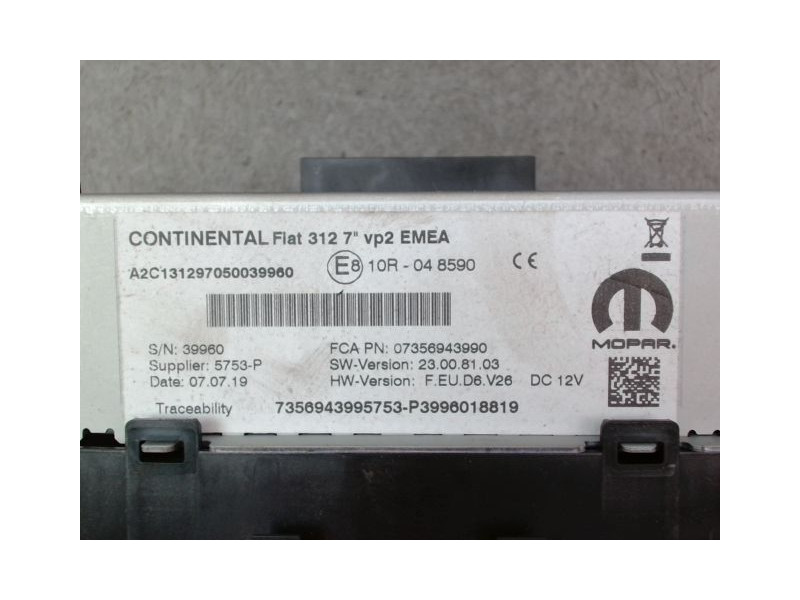 CONTINENTAL Fiat 312 7" vp2 EMEA
A2C131297050039960 E8 10R - 04 8590 CE
MOPAR.
S/N: 39960 FCA PN: 07356943990
Supplier: 5753-P SW-Version: 23.00.81.03
Date: 07.07.19 HW-Version: F.EU.D6.V26 DC 12V
Traceability 7356943995753-P3996018819